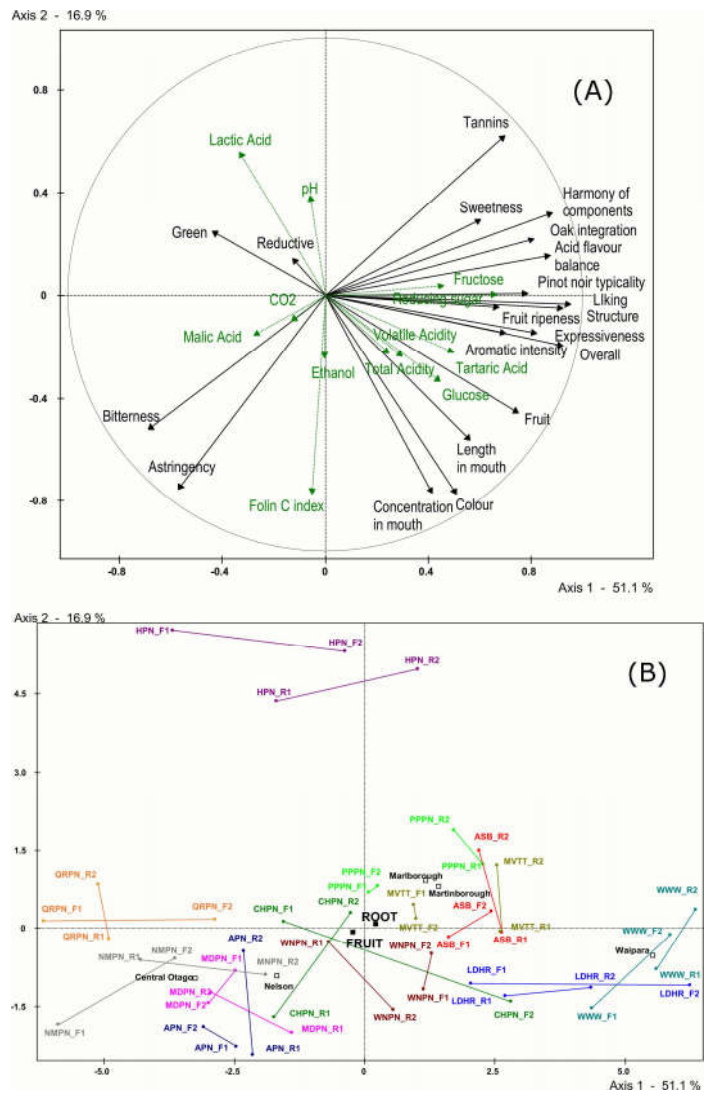 Axis 2 - 16.9 %
(A)
0.8
Tannins
Lactic Acid
0.4
pH
Harmony of
components
Sweetness
Green
Reductive
Oak integration
Acid flavour
balance
Fructose
Pinot noir typicality
0
CO2
Reducing sugar
LIking
Fruit ripeness
Structure
Malic Acid
Volatile Acidity
Expressiveness
Aromatic intensity
Overall
Ethanol
Total Acidity
Tartaric Acid
Glucose
-0.4
Bitterness
Fruit
Length
in mouth
Astringency
-0.8
Folin C index
Concentration
in mouth
Colour
-0.8
-0.4
0
0.4
0.8
Axis 1 - 51.1 %
Axis 2 - 16.9 %
HPN_F1
HPN_F2
HPN_R2
(B)
4.5
HPN_R1
3.0
PPPN_R2
1.5
ASB_R2
PPPN_F2
Marlborough
PPPN_R1
MVTT_R2
QRPN_R2
PPPN_F1
Martinborough
WWW_R2
QRPN_F1
QRPN_F2
CHPN_F1
CHPN_R2
MVTT_F1
ASB_F2
ROOT
MVTT_F2
MVTT_R1
WWW_F2
0
QRPN_R1
APN_R2
WNPN_R1
FRUIT
WNPN_F2
ASB_F1
ASB_R1
Waipara
NMPN_R1
NMPN_F2
MDPN_F1
MNPN_R2
LDHR_F1
LDHR_R2
WWW_R1
Central Otago
Nelson
MDPN_R2
MDPN_F2
WNPN_F1
LDHR_R1
LDHR_F2
-1.5
NMPN_F1
CHPN_R1
WNPN_R2
CHPN_F2
WWW_F1
APN_F2
MDPN_R1
APN_F1
APN_R1
-5.0
-2.5
0
2.5
5.0
Axis 1 - 51.1 %